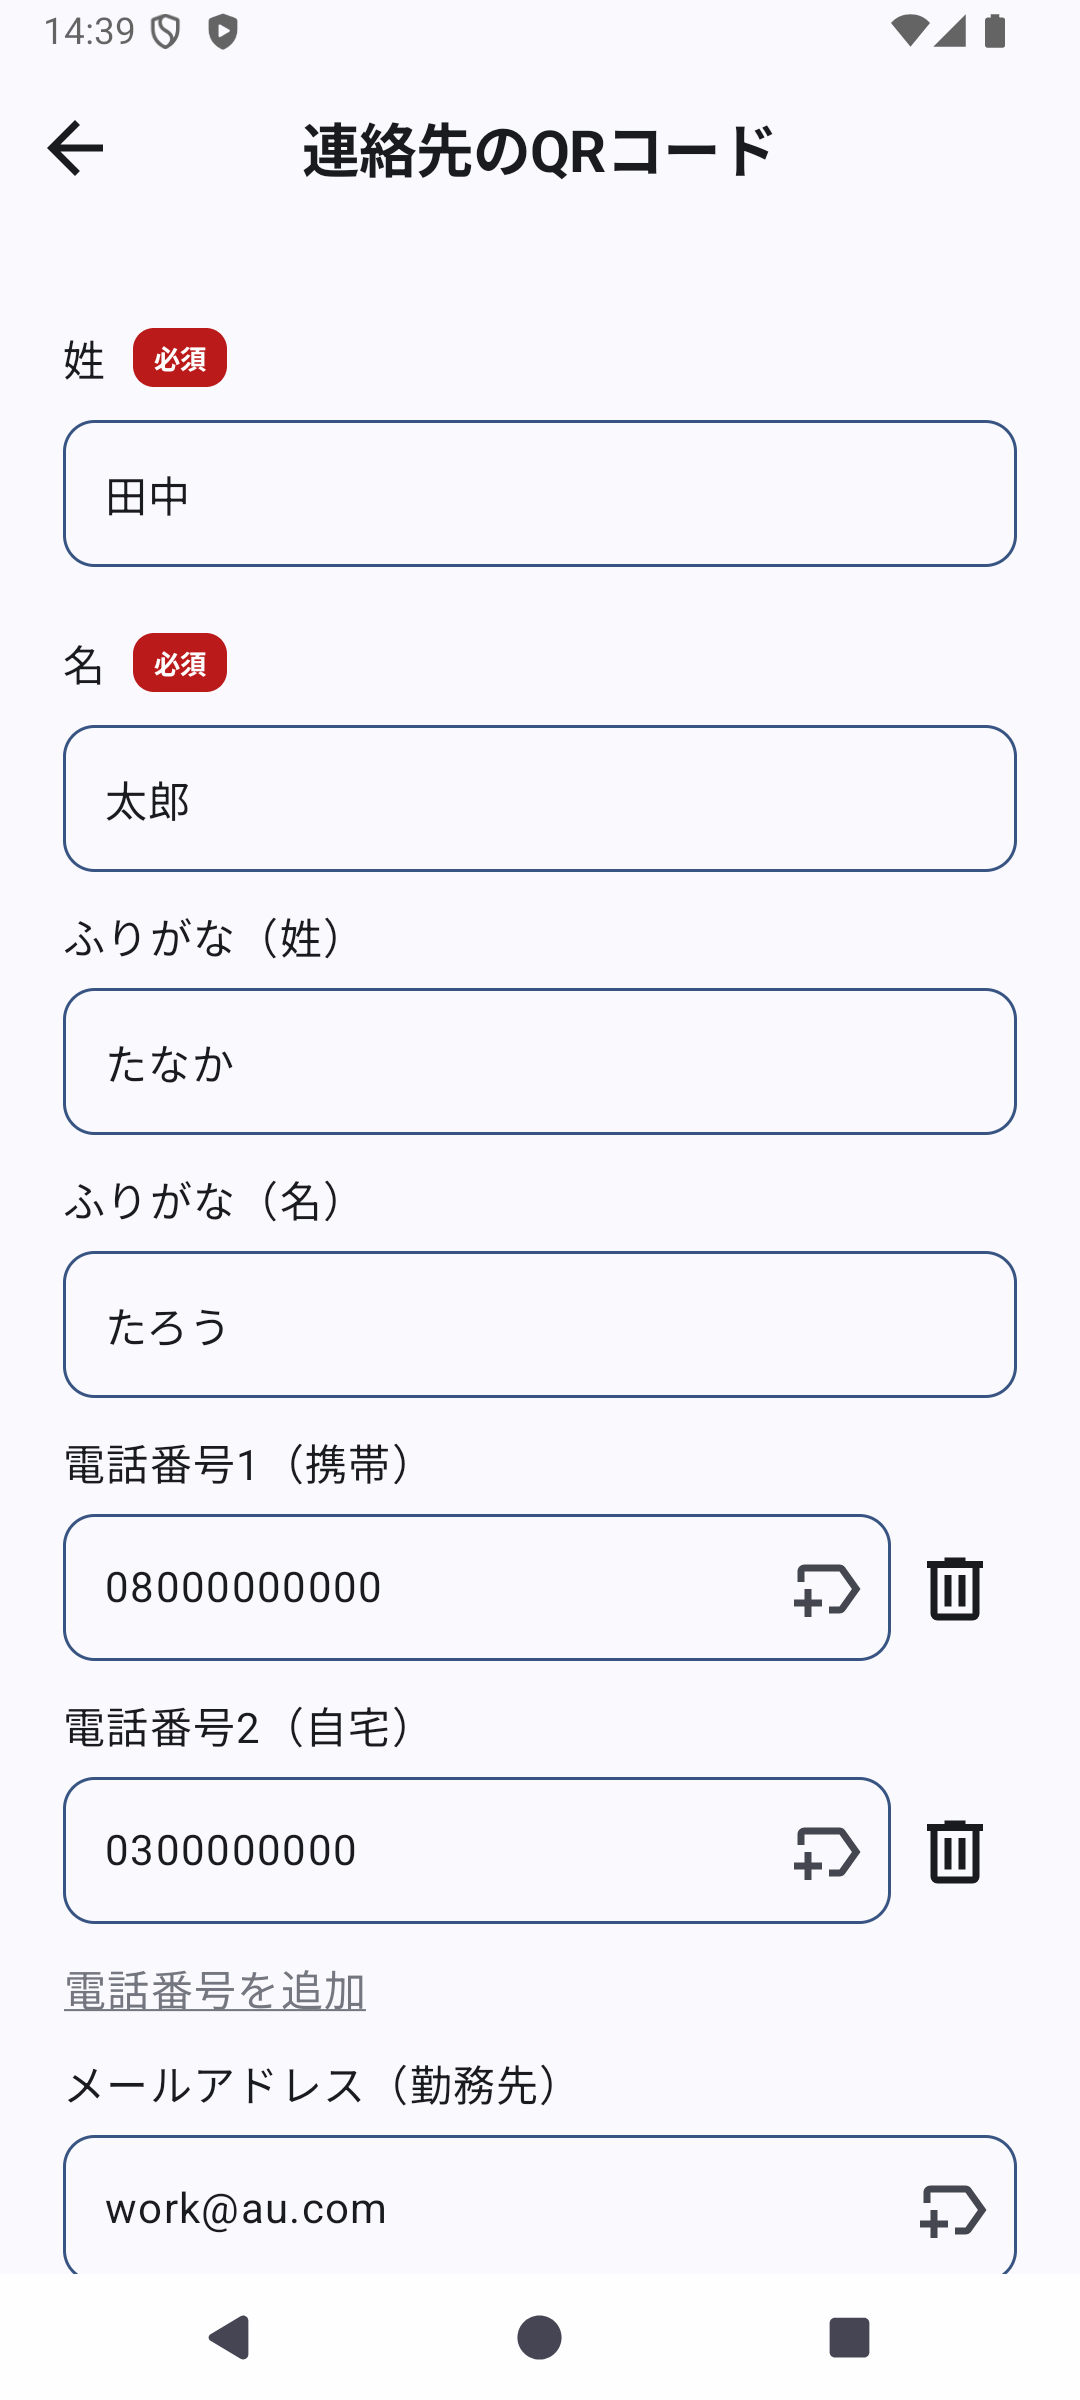 14:39
連絡先のQRコード
姓 必須
田中
名 必須
太郎
ふりがな（姓）
たなか
ふりがな（名）
たろう
電話番号1（携帯）
08000000000
電話番号2（自宅）
0300000000
電話番号を追加
メールアドレス（勤務先）
work@au.com